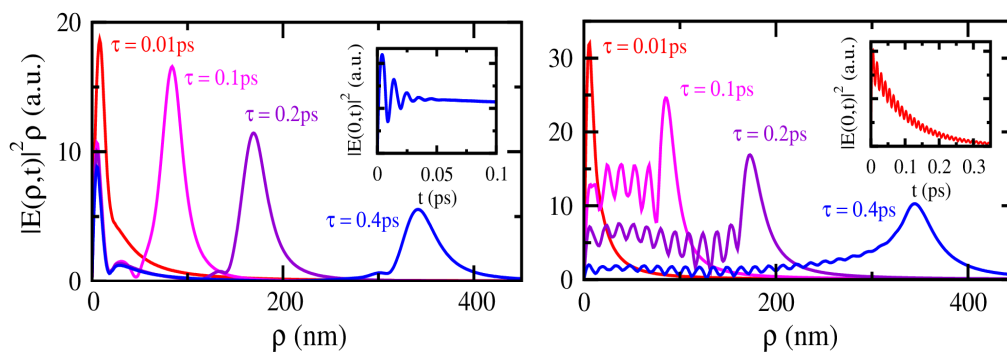 |E(ρ,t)|²ρ (a.u.)
20
10
0
τ = 0.01ps
τ = 0.1ps
τ = 0.2ps
τ = 0.4ps
|E(0,t)|² (a.u.)
0 0.05 0.1
t (ps)
0 200 400
ρ (nm)
30
20
10
0
τ = 0.01ps
τ = 0.1ps
τ = 0.2ps
τ = 0.4ps
|E(0,t)|² (a.u.)
0 0.1 0.2 0.3
t (ps)
0 200 400
ρ (nm)